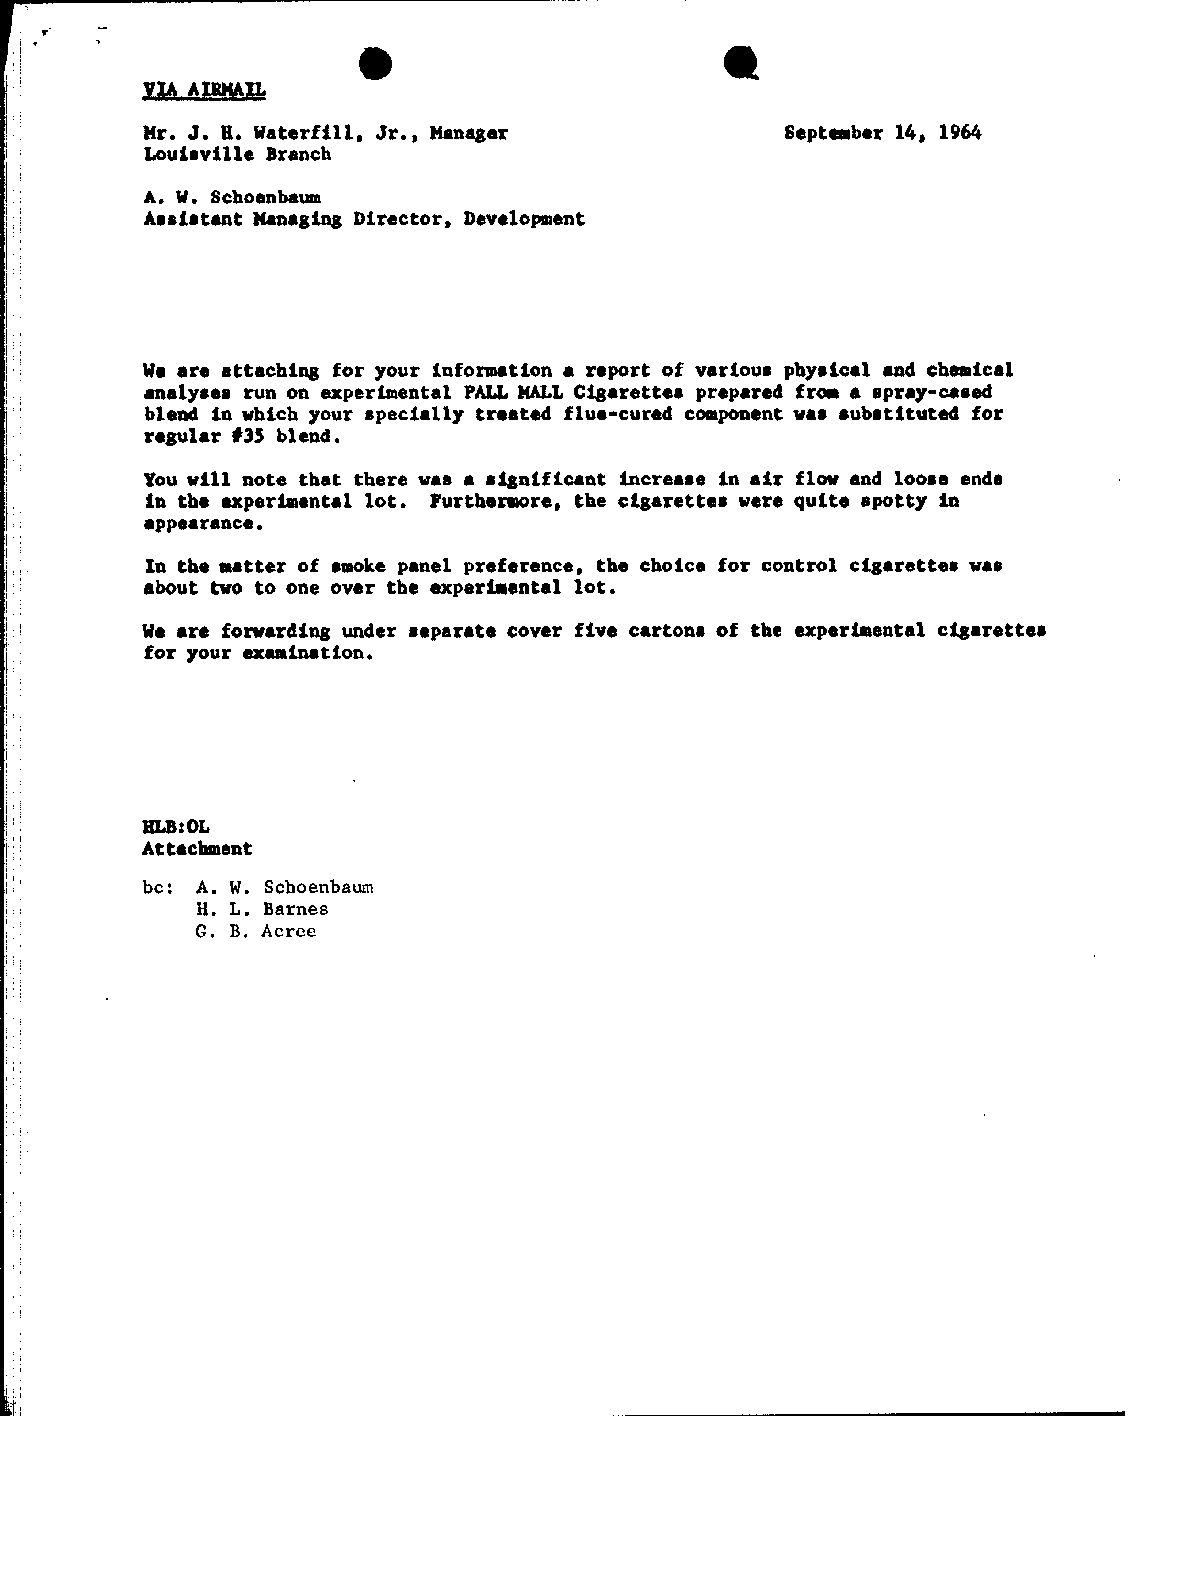 VIA AIRMAIL
Mr. J. H. Waterfill, Jr., Manager September 14, 1964
Louisville Branch
A. W. Schoenbaum
Assistant Managing Director, Development
We are attaching for your information a report of various physical and chemical
analyses run on experimental PALL MALL Cigarettes prepared from a spray-cased
blend in which your specially treated flue-cured component was substituted for
regular #35 blend.
You will note that there was a significant increase in air flow and loose ends
in the experimental lot. Furthermore, the cigarettes were quite spotty in
appearance.
In the matter of smoke panel preference, the choice for control cigarettes was
about two to one over the experimental lot.
We are forwarding under separate cover five cartons of the experimental cigarettes
for your examination.
HLB:OL
Attachment
bc: A. W. Schoenbaum
H. L. Barnes
G. B. Acree